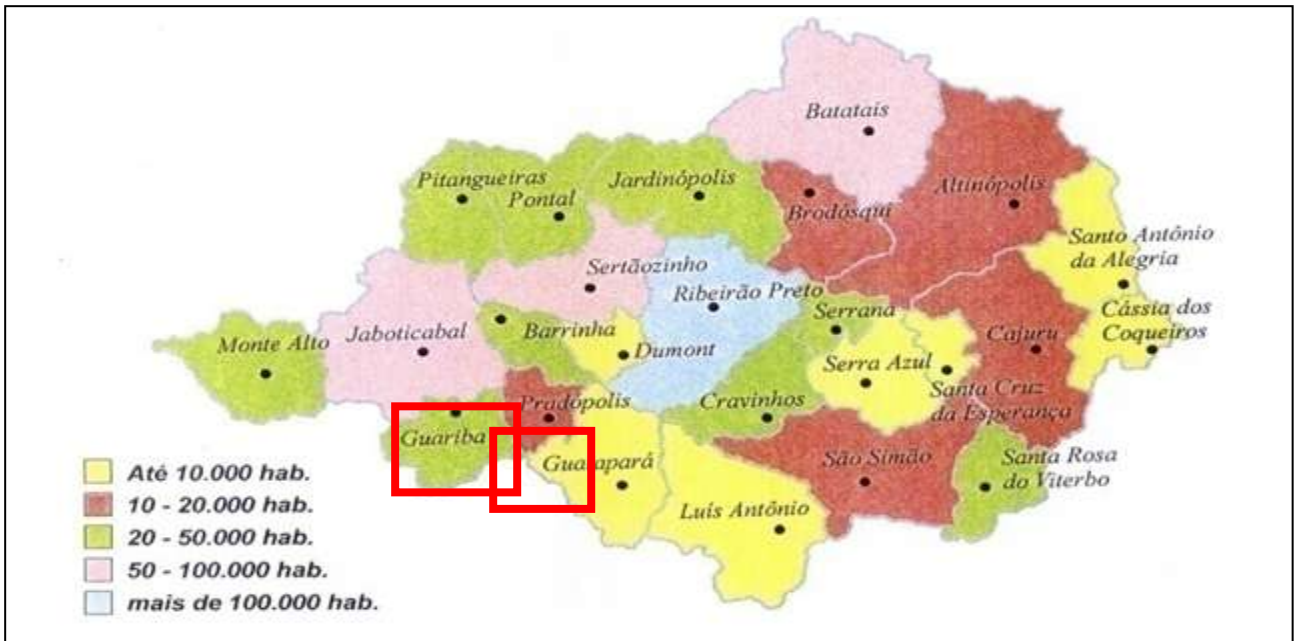 Batatais
Pitangueiras
Pontal
Jardinópolis
Brodósqui
Altinópolis
Santo Antônio
da Alegria
Sertãozinho
Ribeirão Preto
Serrana
Cássia dos
Coqueiros
Monte Alto
Jaboticabal
Barrinha
Dumont
Serra Azul
Cajuru
Santa Cruz
da Esperança
Pradópolis
Cravinhos
Guariba
Guatapará
São Simão
Santa Rosa
do Viterbo
Luís Antônio
Até 10.000 hab.
10 - 20.000 hab.
20 - 50.000 hab.
50 - 100.000 hab.
mais de 100.000 hab.